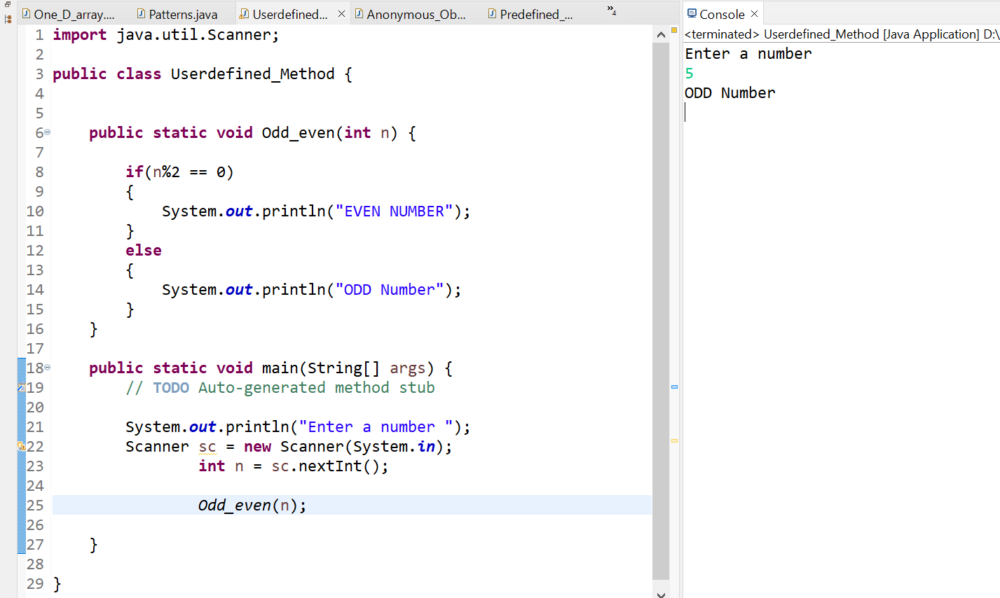 One_D_array.... Patterns.java Userdefined... Anonymous_Ob... Predefined_... »4
1 import java.util.Scanner;
2
3 public class Userdefined_Method {
4
5
6 public static void Odd_even(int n) {
7
8 if(n%2 == 0)
9 {
10 System.out.println("EVEN NUMBER");
11 }
12 else
13 {
14 System.out.println("ODD Number");
15 }
16 }
17
18 public static void main(String[] args) {
19 // TODO Auto-generated method stub
20
21 System.out.println("Enter a number ");
22 Scanner sc = new Scanner(System.in);
23 int n = sc.nextInt();
24
25 Odd_even(n);
26
27 }
28
29 }
Console
<terminated> Userdefined_Method [Java Application] D:\
Enter a number
5
ODD Number